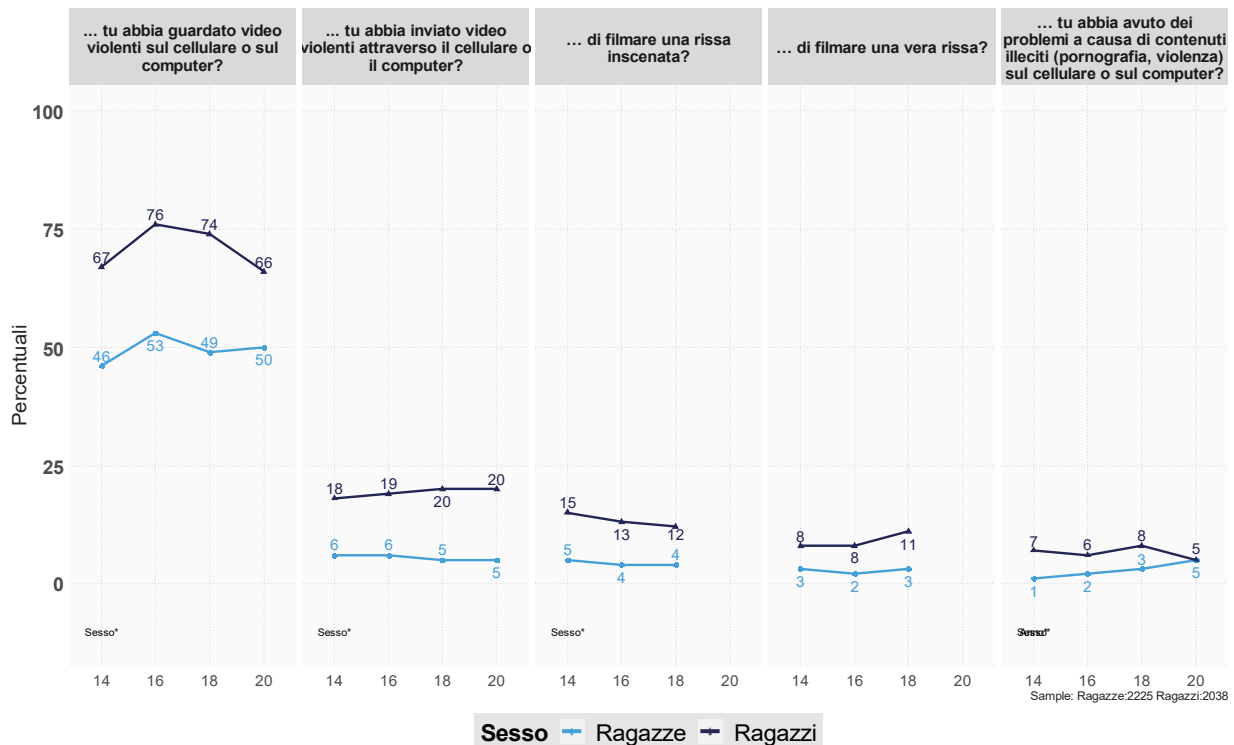 ... tu abbia guardato video
violenti sul cellulare o sul
computer?
... tu abbia inviato video
violenti attraverso il cellulare o
il computer?
… di filmare una rissa
inscenata?
… di filmare una vera rissa?
… tu abbia avuto dei
problemi a causa di contenuti
illeciti (pornografia, violenza)
sul cellulare o sul computer?
Percentuali
100
75
50
25
0
67
76
74
66
46
53
49
50
Sesso*
14 16 18 20
18
19
20
20
6
6
5
5
Sesso*
14 16 18 20
15
13
12
5
4
4
Sesso*
14 16 18 20
8
8
11
3
2
3
14 16 18 20
7
6
8
5
1
2
3
5
14 16 18 20
Sample: Ragazze:2225 Ragazzi:2038
Sesso Ragazze Ragazzi